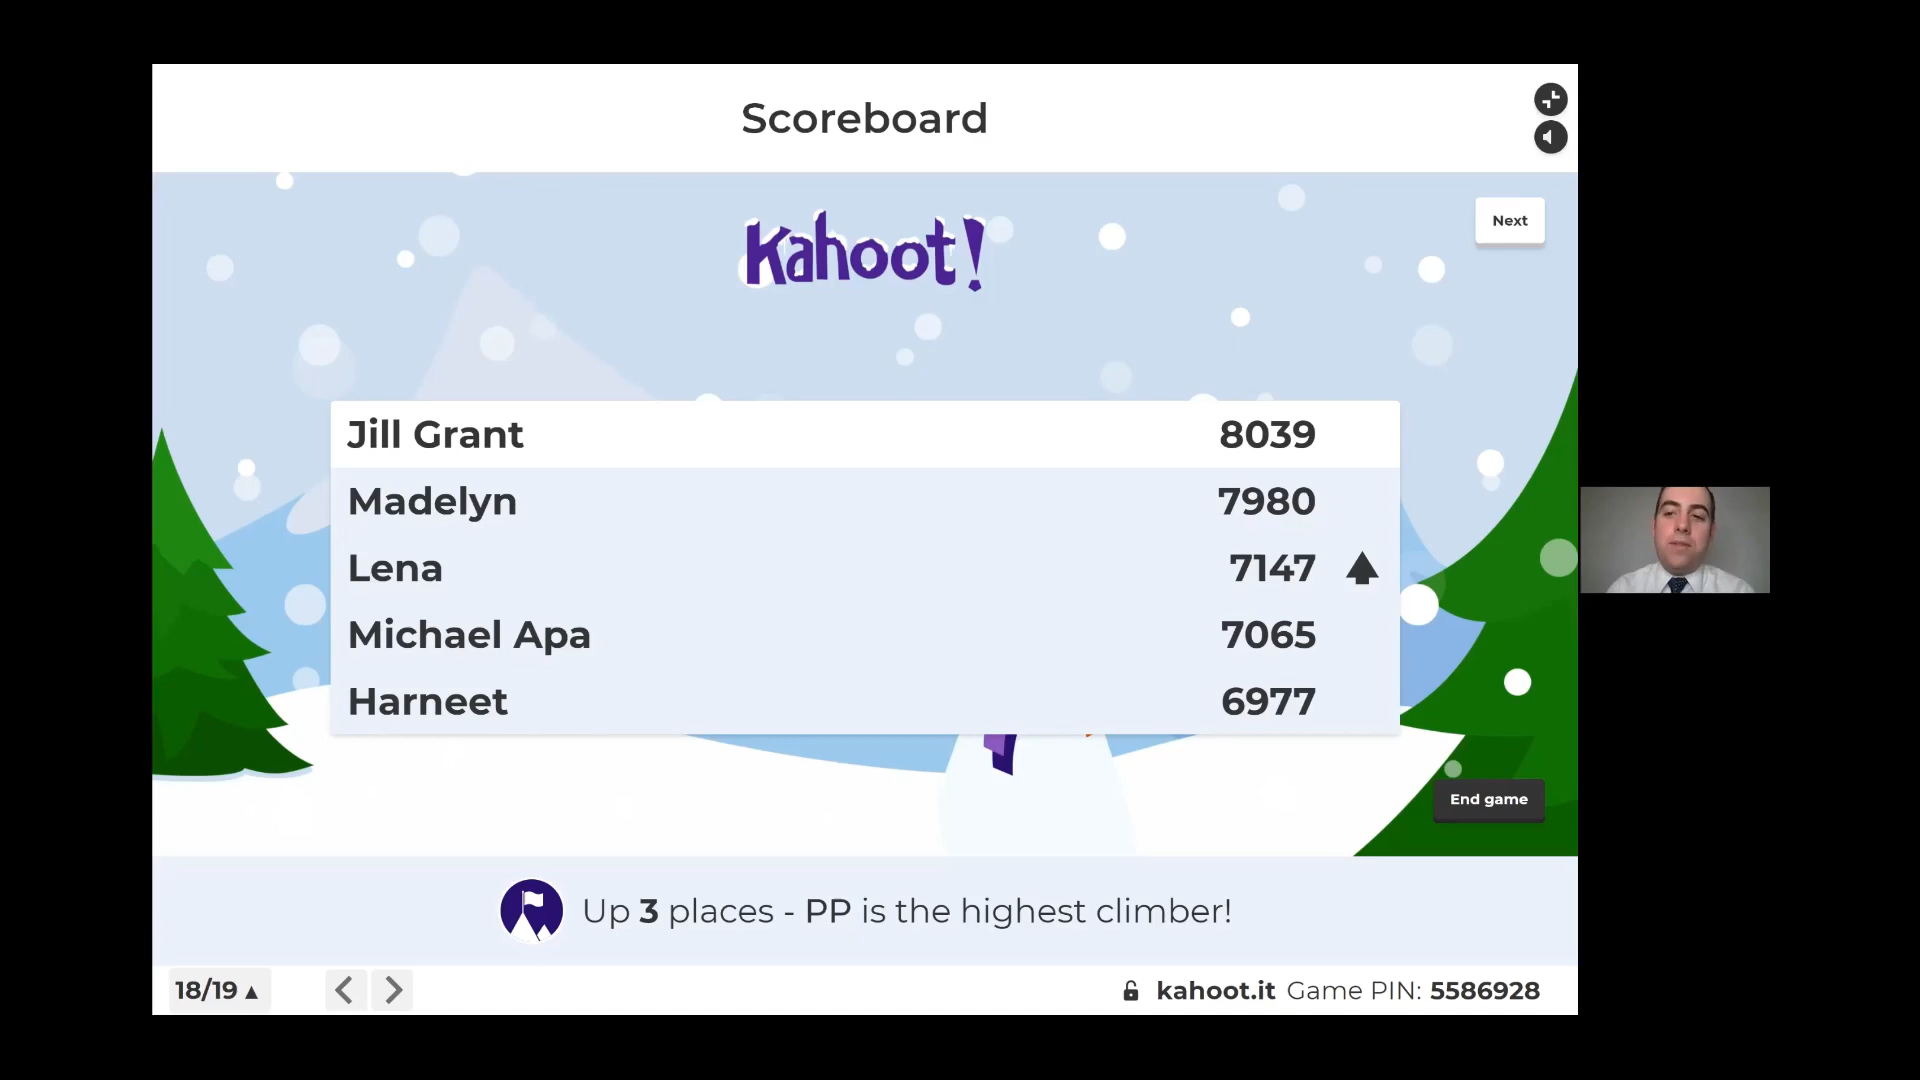 Scoreboard
Kahoot!
Next
Jill Grant 8039
Madelyn 7980
Lena 7147
Michael Apa 7065
Harneet 6977
End game
Up 3 places - PP is the highest climber!
18/19 ▲
kahoot.it Game PIN: 5586928